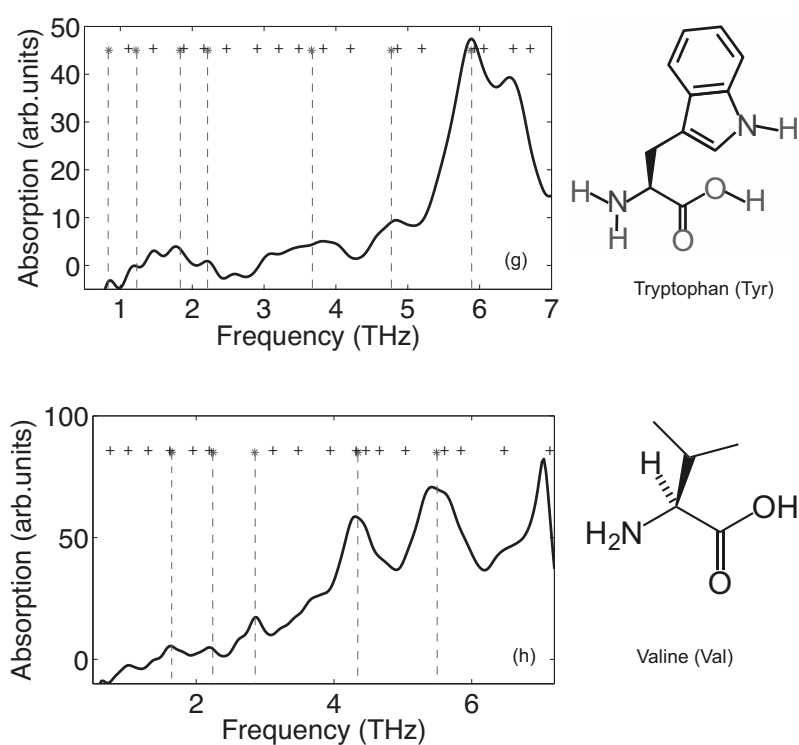 50
40
30
20
10
0
Absorption (arb.units)
1 2 3 4 5 6 7
Frequency (THz)
(g)
N H
H N O H
H O
Tryptophan (Tyr)
100
50
0
Absorption (arb.units)
2 4 6
Frequency (THz)
(h)
H
H₂N OH
O
Valine (Val)